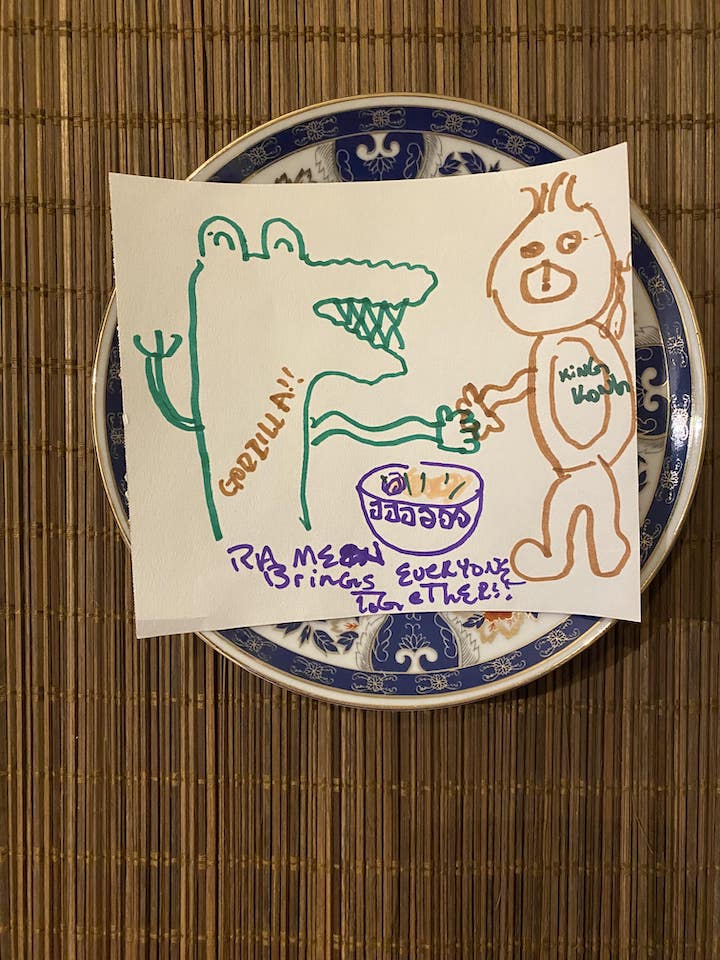 GODZILLA!!
KiNG
KONG
RAMEN
BrinGs EVERYONE
ToGeTHER!!